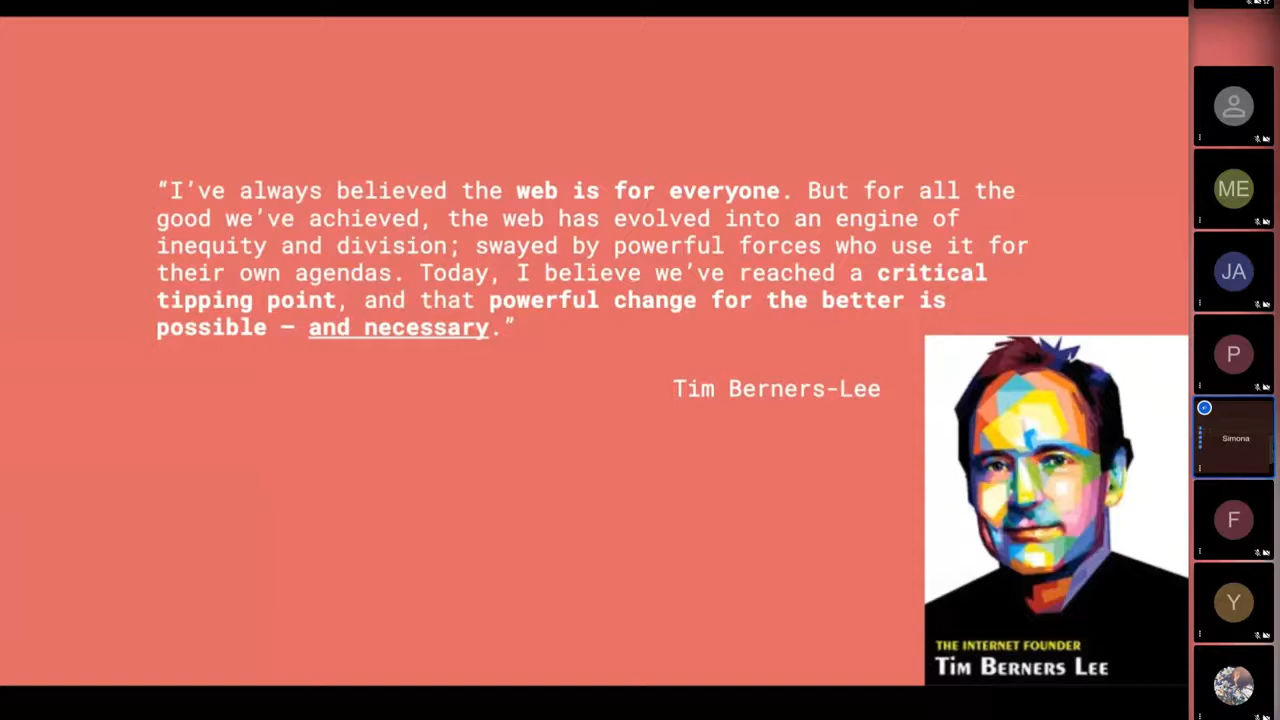 “I’ve always believed the web is for everyone. But for all the
good we’ve achieved, the web has evolved into an engine of
inequity and division; swayed by powerful forces who use it for
their own agendas. Today, I believe we’ve reached a critical
tipping point, and that powerful change for the better is
possible – and necessary.”
Tim Berners-Lee
THE INTERNET FOUNDER
TIM BERNERS LEE
ME
JA
P
Simona
F
Y